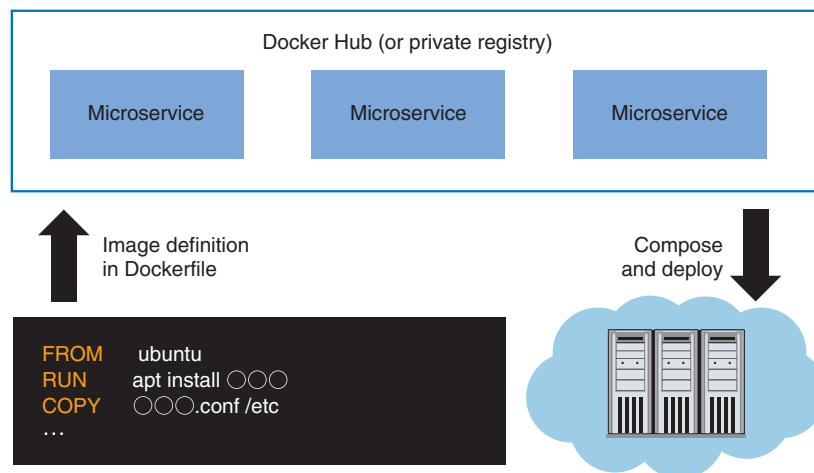 Docker Hub (or private registry)
Microservice
Microservice
Microservice
Image definition
in Dockerfile
Compose
and deploy
FROM ubuntu
RUN apt install ○○○
COPY ○○○.conf /etc
…